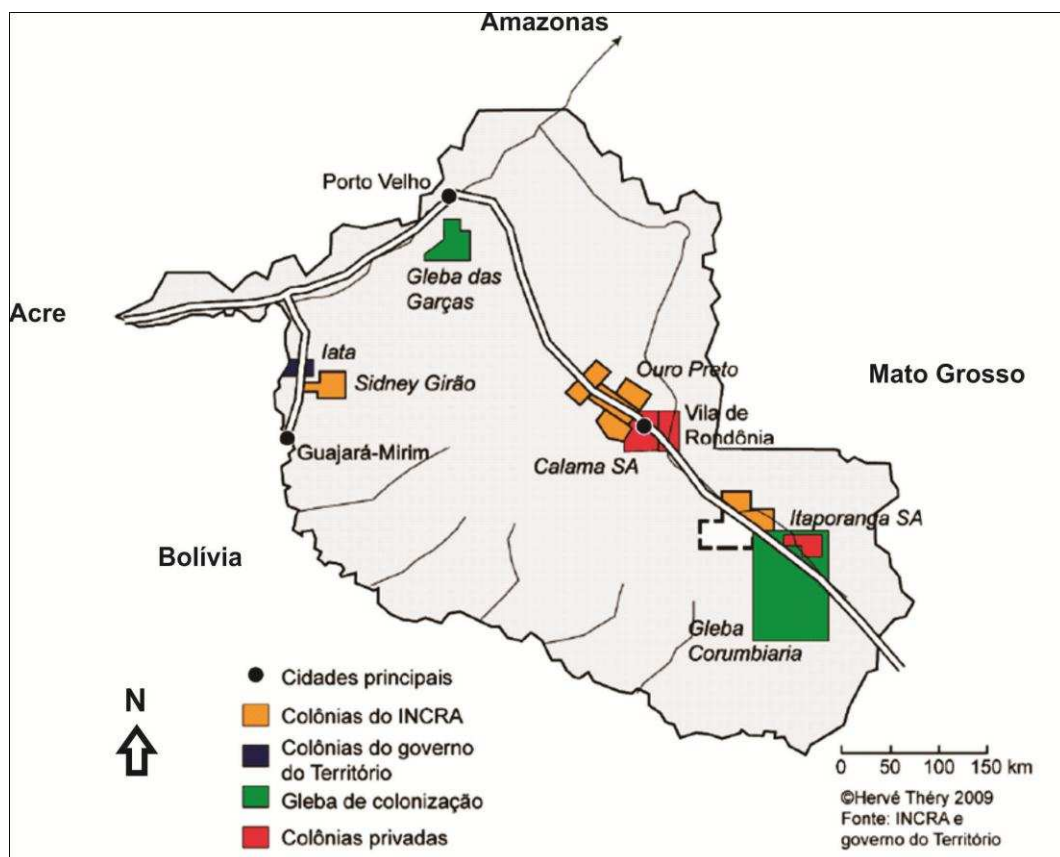 Amazonas
Porto Velho
Gleba das
Garças
Acre
Iata
Sidney Girão
Ouro Preto
Mato Grosso
Vila de
Rondônia
Guajará-Mirim
Calama SA
Itaporanga SA
Bolívia
Gleba
Corumbiaria
N
Cidades principais
Colônias do INCRA
Colônias do governo
do Território
Gleba de colonização
Colônias privadas
0 50 100 150 km
©Hervé Théry 2009
Fonte: INCRA e
governo do Território